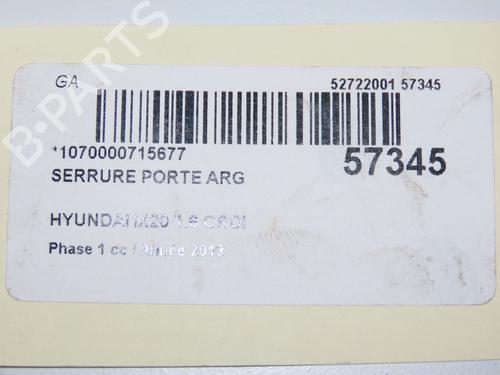 GA
52722001 57345
*1070000715677
57345
SERRURE PORTE ARG
HYUNDAI IX20 1.6 CRDI
Phase 1 cc / Année 2013
B-PARTS